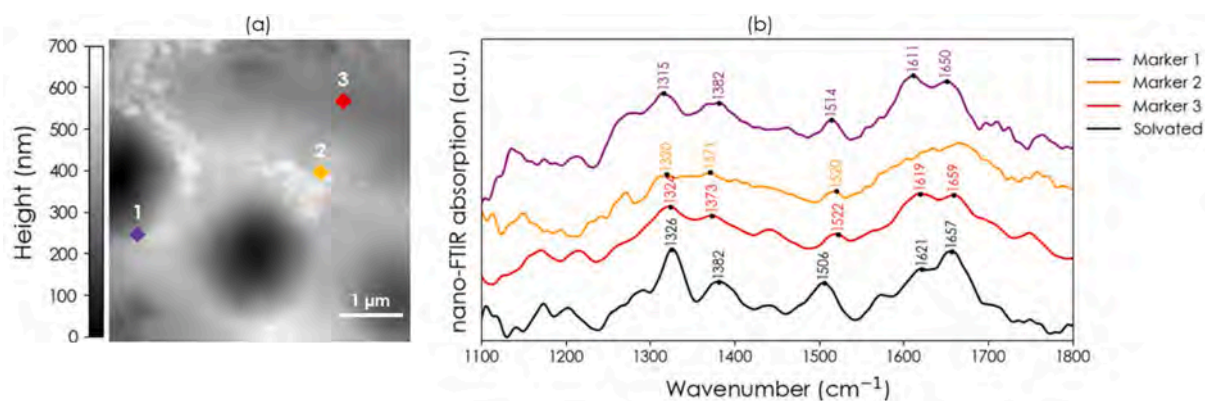 (a)
700
600
500
400
300
200
100
0
Height (nm)
1
2
3
1 μm
(b)
nano-FTIR absorption (a.u.)
1315
1382
1514
1611
1650
1320
1371
1520
1324
1373
1522
1619
1659
1326
1382
1506
1621
1657
1100 1200 1300 1400 1500 1600 1700 1800
Wavenumber (cm⁻¹)
Marker 1
Marker 2
Marker 3
Solvated